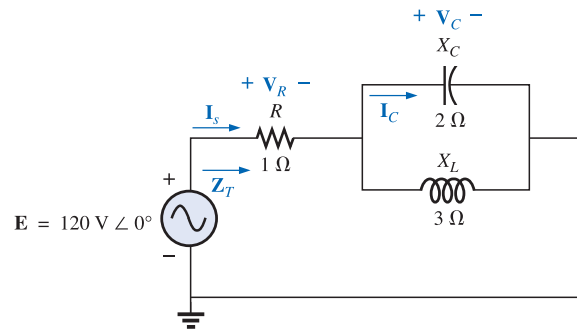 + V_C −
X_C
+ V_R −
I_s
R
I_C
2 Ω
X_L
1 Ω
Z_T
+
3 Ω
E = 120 V ∠ 0°
−